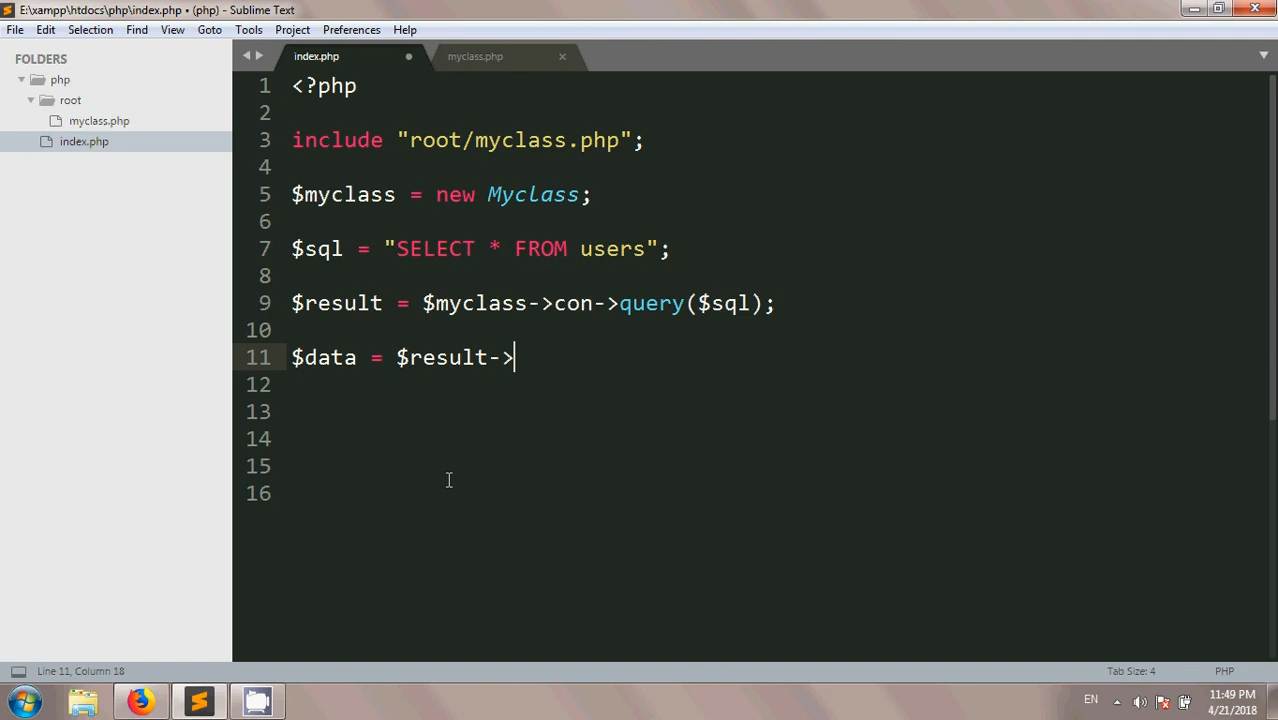 E:\xampp\htdocs\php\index.php • (php) - Sublime Text
File Edit Selection Find View Goto Tools Project Preferences Help
FOLDERS
php
root
myclass.php
index.php
index.php myclass.php
1 <?php
2
3 include "root/myclass.php";
4
5 $myclass = new Myclass;
6
7 $sql = "SELECT * FROM users";
8
9 $result = $myclass->con->query($sql);
10
11 $data = $result->
12
13
14
15
16
Line 11, Column 18 Tab Size: 4 PHP
EN 11:49 PM
4/21/2018